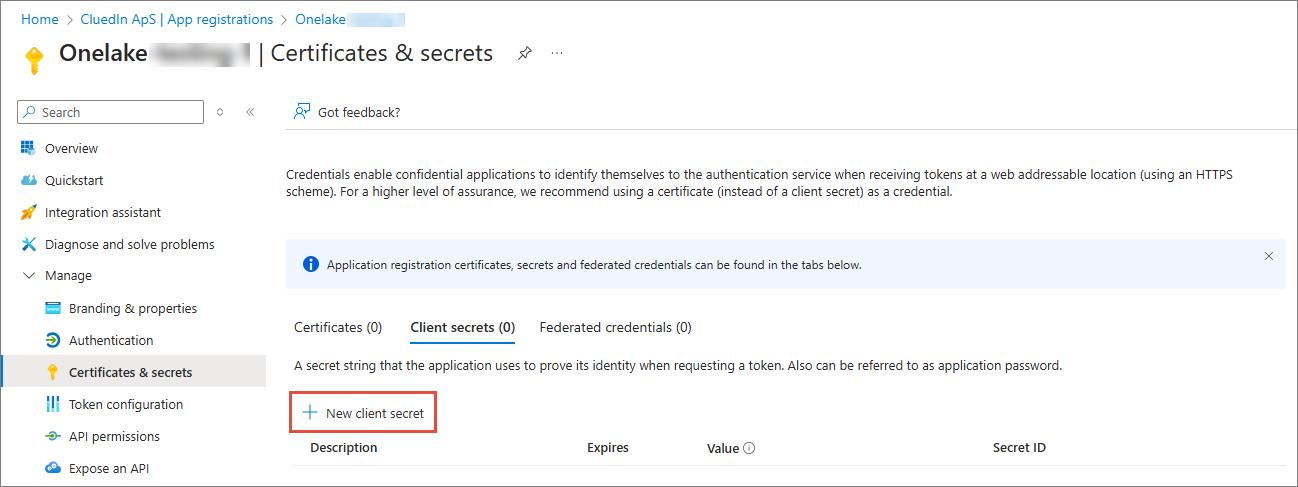 Home > CluedIn ApS | App registrations > Onelake
Onelake | Certificates & secrets ...
Search
Got feedback?
Overview
Quickstart
Integration assistant
Diagnose and solve problems
Manage
Branding & properties
Authentication
Certificates & secrets
Token configuration
API permissions
Expose an API
Credentials enable confidential applications to identify themselves to the authentication service when receiving tokens at a web addressable location (using an HTTPS
scheme). For a higher level of assurance, we recommend using a certificate (instead of a client secret) as a credential.
Application registration certificates, secrets and federated credentials can be found in the tabs below.
Certificates (0) Client secrets (0) Federated credentials (0)
A secret string that the application uses to prove its identity when requesting a token. Also can be referred to as application password.
New client secret
Description Expires Value Secret ID